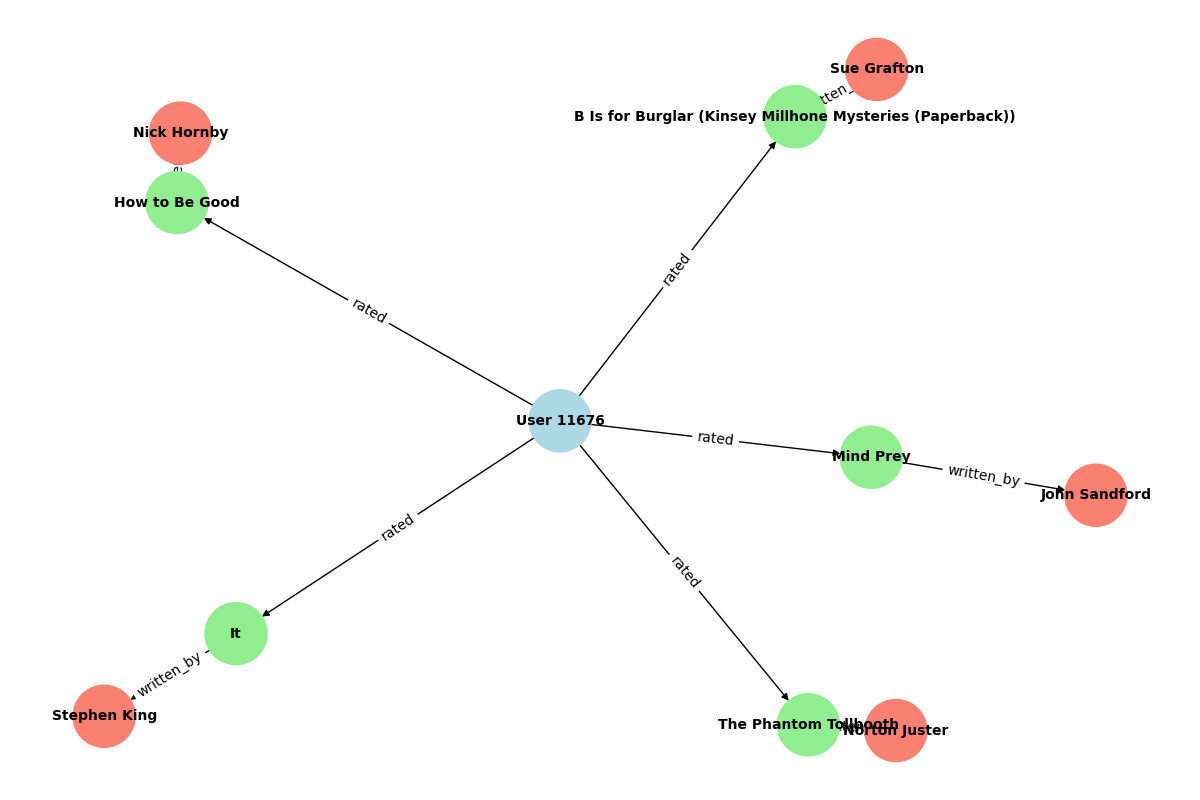 Sue Grafton
B Is for Burglar (Kinsey Millhone Mysteries (Paperback))
Nick Hornby
How to Be Good
rated
rated
User 11676
rated
Mind Prey
written_by
John Sandford
rated
rated
It
written_by
Stephen King
The Phantom Tollbooth
Norton Juster